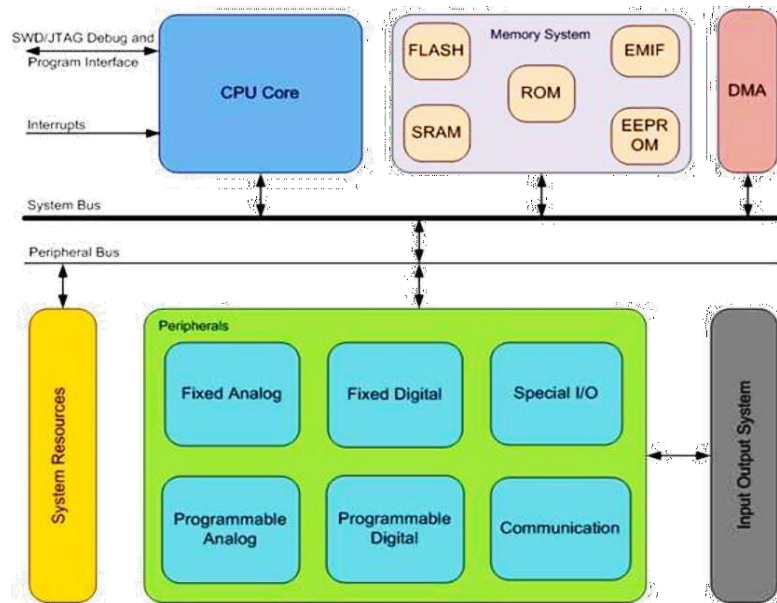 SWD/JTAG Debug and
Program Interface
Interrupts
CPU Core
Memory System
FLASH
EMIF
ROM
SRAM
EEPR
OM
DMA
System Bus
Peripheral Bus
System Resources
Peripherals
Fixed Analog
Fixed Digital
Special I/O
Programmable
Analog
Programmable
Digital
Communication
Input Output System